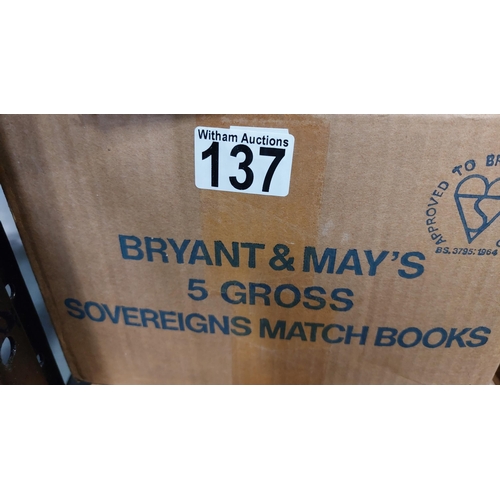 Witham Auctions
137
APPROVED TO
BS. 3795:1964
BRYANT & MAY'S
5 GROSS
SOVEREIGNS MATCH BOOKS